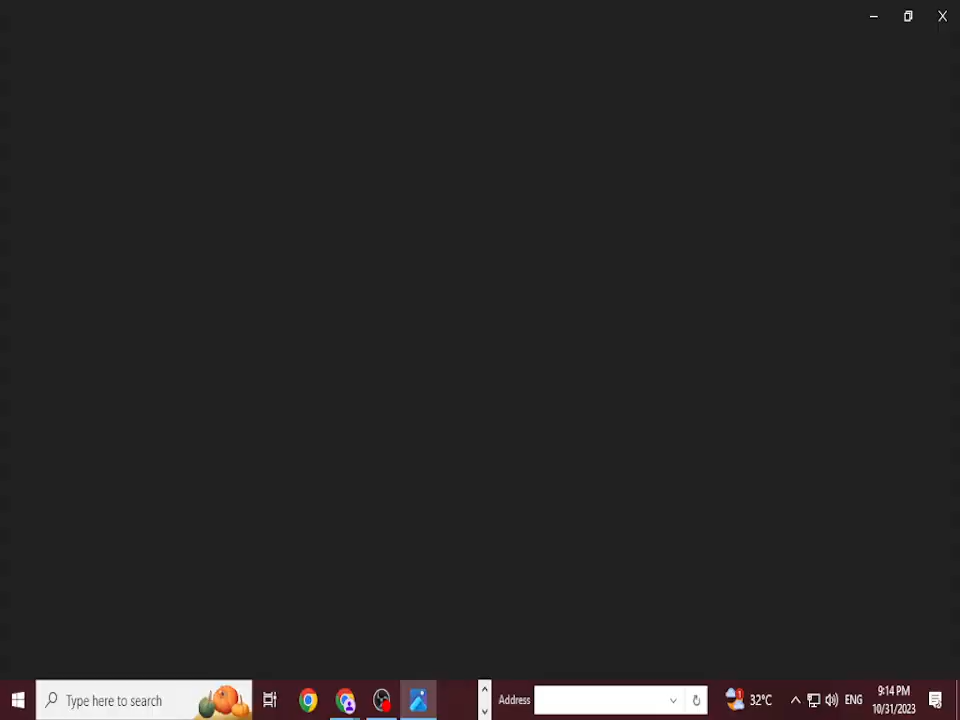 Type here to search
Address
32°C
ENG
9:14 PM
10/31/2023